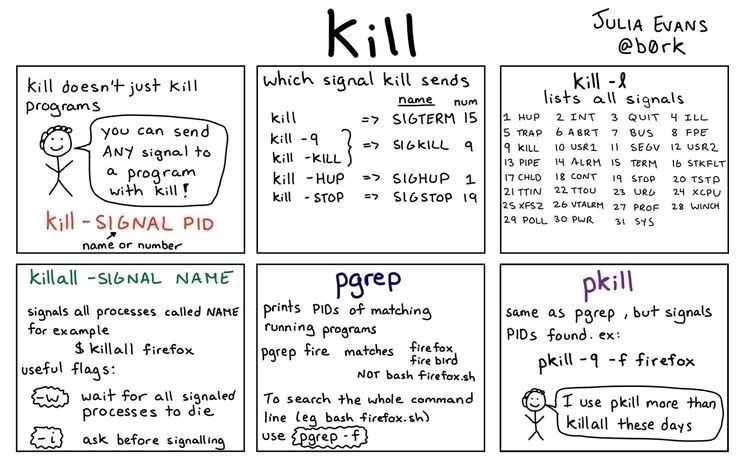 kill
JULIA EVANS
@b0rk
kill doesn't just kill
programs
you can send
ANY signal to
a program
with kill!
kill -SIGNAL PID
name or number
which signal kill sends
name num
kill => SIGTERM 15
kill -9
kill -KILL } => SIGKILL 9
kill -HUP => SIGHUP 1
kill -STOP => SIGSTOP 19
kill -l
lists all signals
1 HUP 2 INT 3 QUIT 4 ILL
5 TRAP 6 ABRT 7 BUS 8 FPE
9 KILL 10 USR1 11 SEGV 12 USR2
13 PIPE 14 ALRM 15 TERM 16 STKFLT
17 CHLD 18 CONT 19 STOP 20 TSTP
21 TTIN 22 TTOU 23 URG 24 XCPU
25 XFSZ 26 VTALRM 27 PROF 28 WINCH
29 POLL 30 PWR 31 SYS
killall -SIGNAL NAME
signals all processes called NAME
for example
$ killall firefox
useful flags:
-w wait for all signaled
processes to die
-i ask before signalling
pgrep
prints PIDs of matching
running programs
pgrep fire matches firefox
firebird
NOT bash firefox.sh
To search the whole command
line (eg bash firefox.sh)
use pgrep -f
pkill
same as pgrep, but signals
PIDs found. ex:
pkill -9 -f firefox
I use pkill more than
killall these days